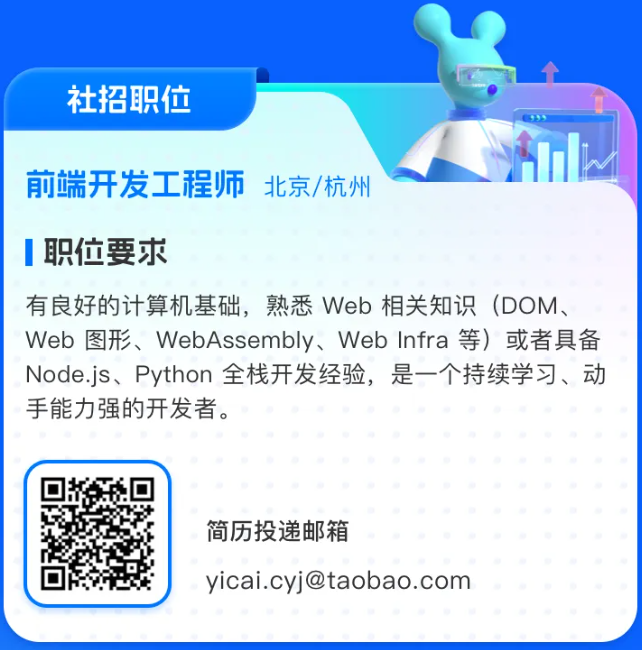 社招职位
前端开发工程师 北京/杭州
职位要求
有良好的计算机基础，熟悉 Web 相关知识（DOM、
Web 图形、WebAssembly、Web Infra 等）或者具备
Node.js、Python 全栈开发经验，是一个持续学习、动
手能力强的开发者。
简历投递邮箱
yicai.cyj@taobao.com